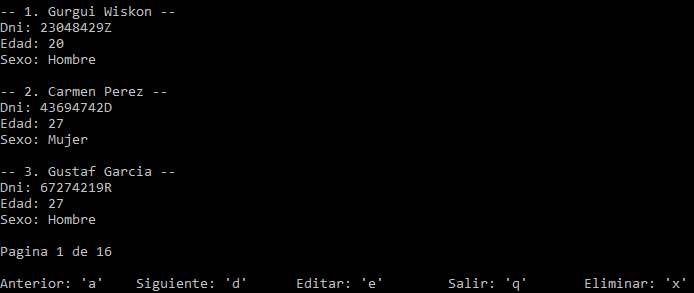 -- 1. Gurgui Wiskon --
Dni: 23048429Z
Edad: 20
Sexo: Hombre
-- 2. Carmen Perez --
Dni: 43694742D
Edad: 27
Sexo: Mujer
-- 3. Gustaf Garcia --
Dni: 67274219R
Edad: 27
Sexo: Hombre
Pagina 1 de 16
Anterior: 'a' Siguiente: 'd' Editar: 'e' Salir: 'q' Eliminar: 'x'